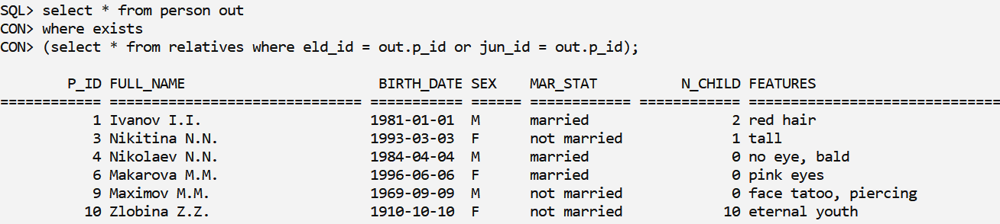 SQL> select * from person out
CON> where exists
CON> (select * from relatives where eld_id = out.p_id or jun_id = out.p_id);
P_ID FULL_NAME BIRTH_DATE SEX MAR_STAT N_CHILD FEATURES
============ =============================== =========== ====== ============ ============ ===============================
1 Ivanov I.I. 1981-01-01 M married 2 red hair
3 Nikitina N.N. 1993-03-03 F not married 1 tall
4 Nikolaev N.N. 1984-04-04 M married 0 no eye, bald
6 Makarova M.M. 1996-06-06 F married 0 pink eyes
9 Maximov M.M. 1969-09-09 M not married 0 face tatoo, piercing
10 Zlobina Z.Z. 1910-10-10 F not married 10 eternal youth